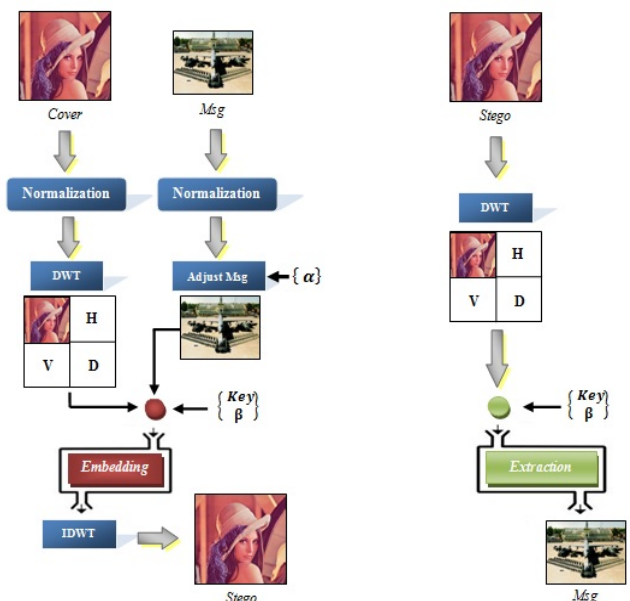 Cover
Msg
Normalization
Normalization
DWT
Adjust Msg
{ α }
H
V
D
{ Key
β }
Embedding
IDWT
Stego
Stego
DWT
H
V
D
{ Key
β }
Extraction
Msg